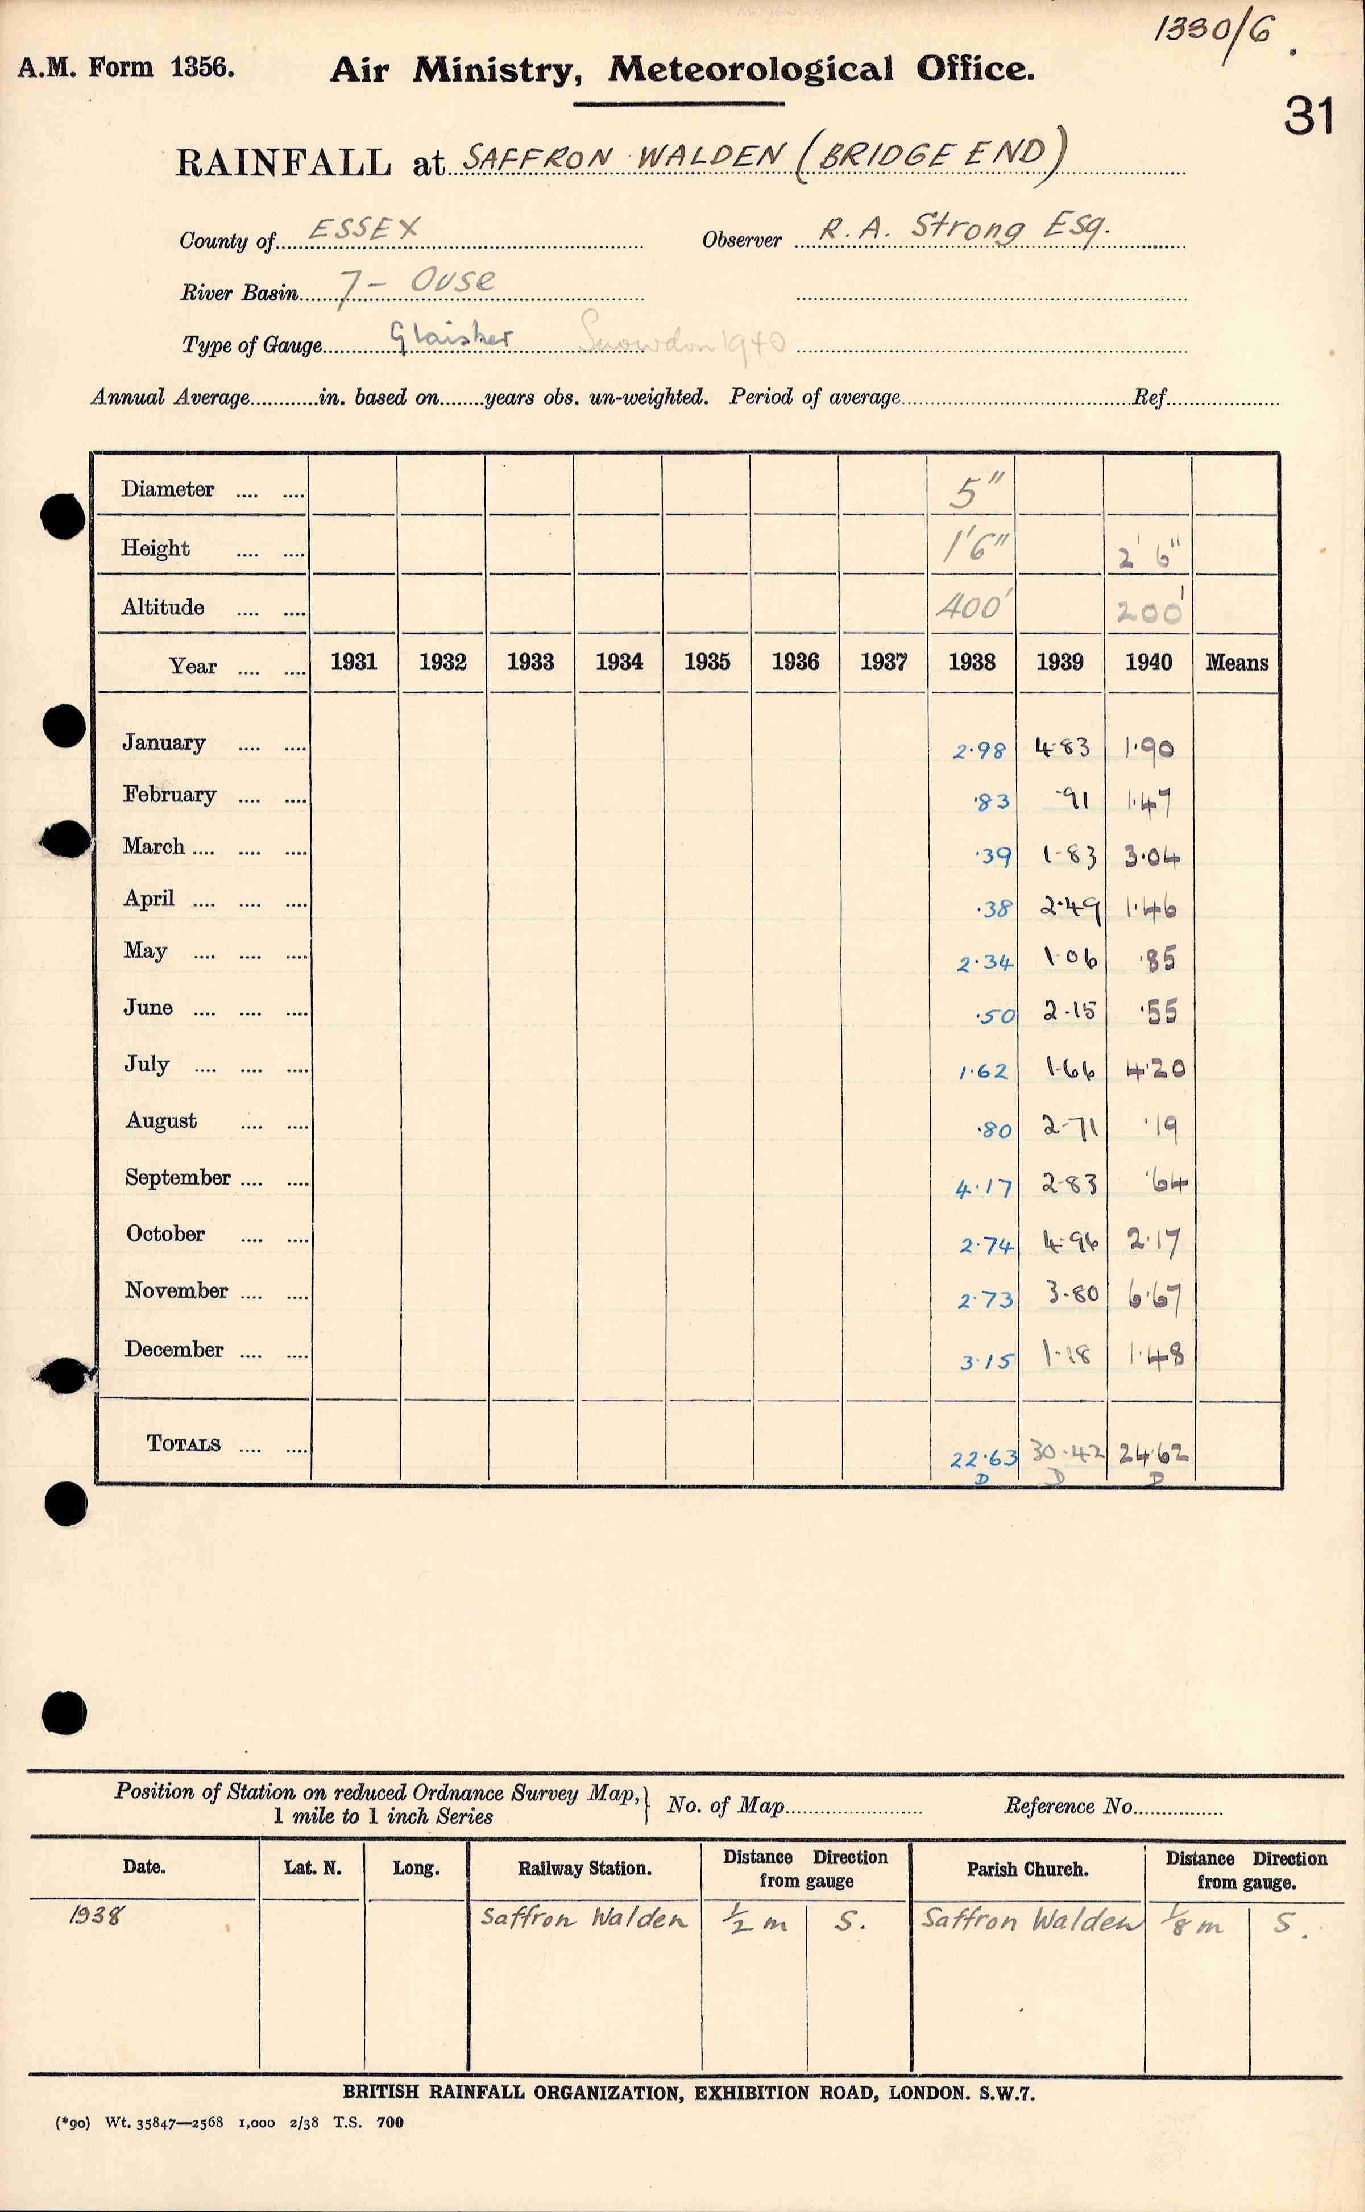 1330/6.
A.M. Form 1356. Air Ministry, Meteorological Office.
31
RAINFALL at SAFFRON WALDEN (BRIDGE END)
County of ESSEX Observer R. A. Strong Esq.
River Basin 7 - Ouse
Type of Gauge Glaisher Snowdon 1940
Annual Average............in. based on.......years obs. un-weighted. Period of average.......... Ref..........
Diameter .... .... 5"
Height .... .... 1'6" 2' 6"
Altitude .... .... 400' 200'
Year .... .... 1931 1932 1933 1934 1935 1936 1937 1938 1939 1940 Means
January .... .... 2·98 4·83 1·90
February .... .... ·83 ·91 1·47
March .... .... .... ·39 1·83 3·04
April .... .... .... ·38 2·49 1·46
May .... .... .... 2·34 1·06 ·85
June .... .... .... ·50 2·15 ·55
July .... .... .... 1·62 1·66 4·20
August .... .... ·80 2·71 ·19
September .... .... 4·17 2·83 ·64
October .... .... 2·74 4·96 2·17
November .... .... 2·73 3·80 6·67
December .... .... 3·15 1·18 1·48
TOTALS .... .... 22·63 30·42 24·62
D D D
Position of Station on reduced Ordnance Survey Map,} No. of Map.......... Reference No..........
1 mile to 1 inch Series
Date. Lat. N. Long. Railway Station. Distance Direction from gauge Parish Church. Distance Direction from gauge.
1938 Saffron Walden 1/2 m S. Saffron Walden 1/8 m S.
BRITISH RAINFALL ORGANIZATION, EXHIBITION ROAD, LONDON. S.W.7.
(*90) Wt. 35847—2568 1,000 2/38 T.S. 700